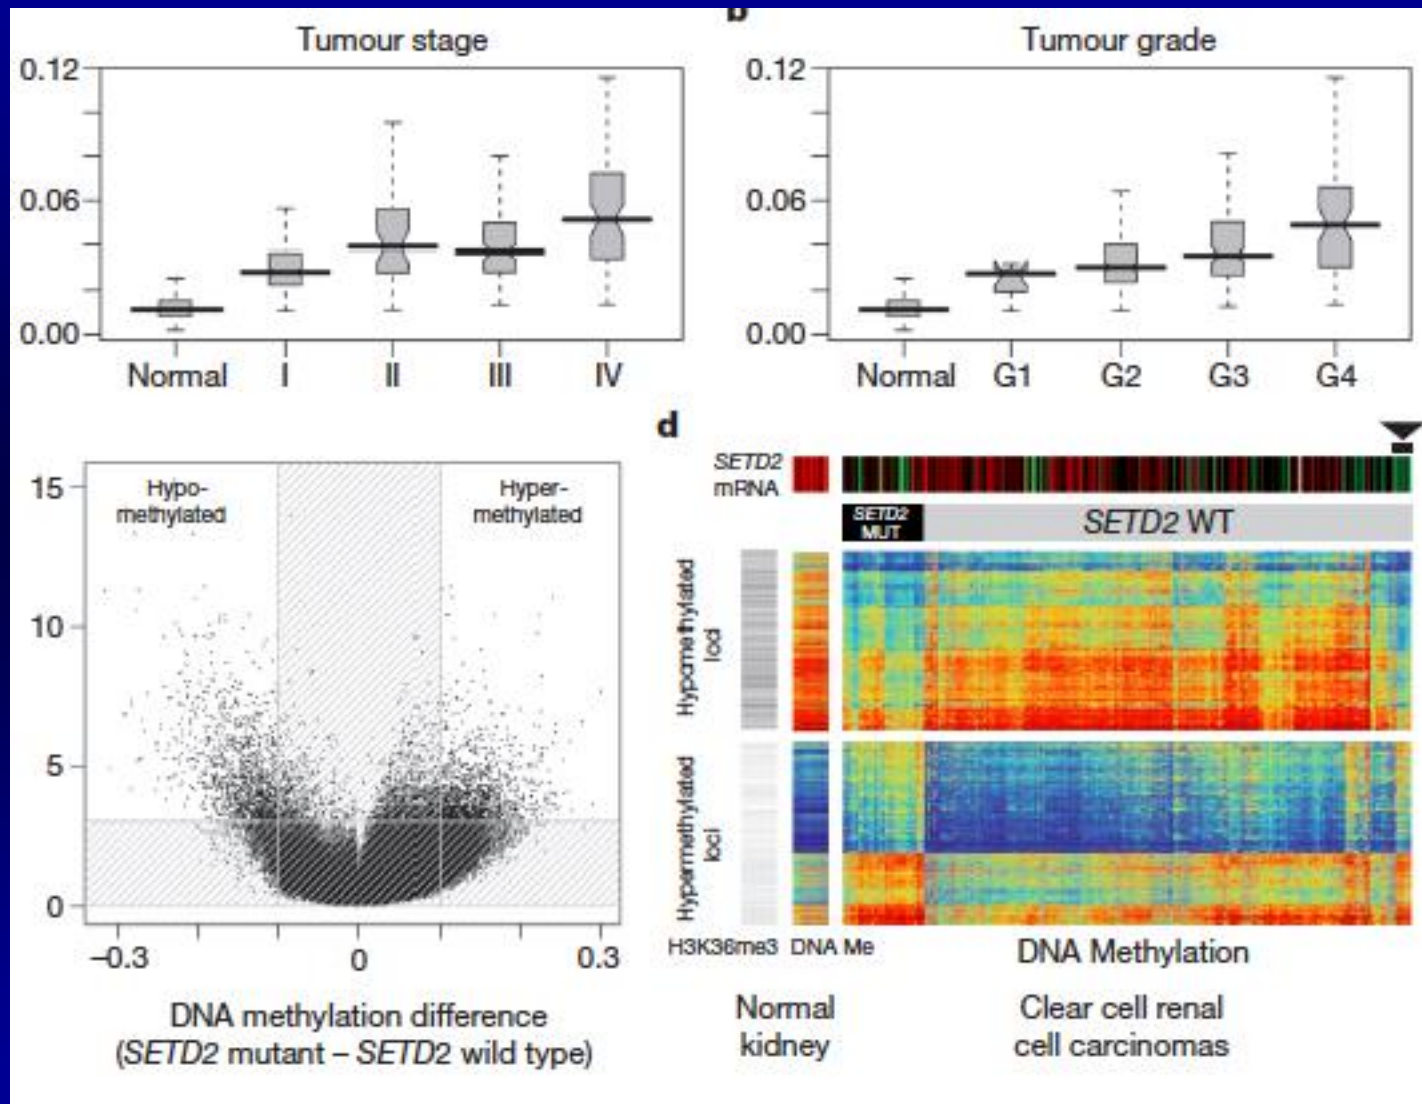 b
Tumour stage
0.12
0.06
0.00
Normal I II III IV
Tumour grade
0.12
0.06
0.00
Normal G1 G2 G3 G4
15
10
5
0
Hypo-
methylated
Hyper-
methylated
−0.3 0 0.3
DNA methylation difference
(SETD2 mutant – SETD2 wild type)
d
SETD2
mRNA
SETD2
MUT
SETD2 WT
Hypomethylated
loci
Hypermethylated
loci
H3K36me3 DNA Me
DNA Methylation
Normal
kidney
Clear cell renal
cell carcinomas